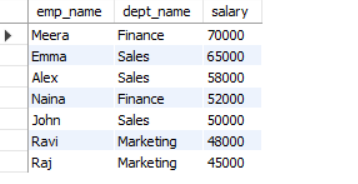 emp_name dept_name salary
Meera Finance 70000
Emma Sales 65000
Alex Sales 58000
Naina Finance 52000
John Sales 50000
Ravi Marketing 48000
Raj Marketing 45000